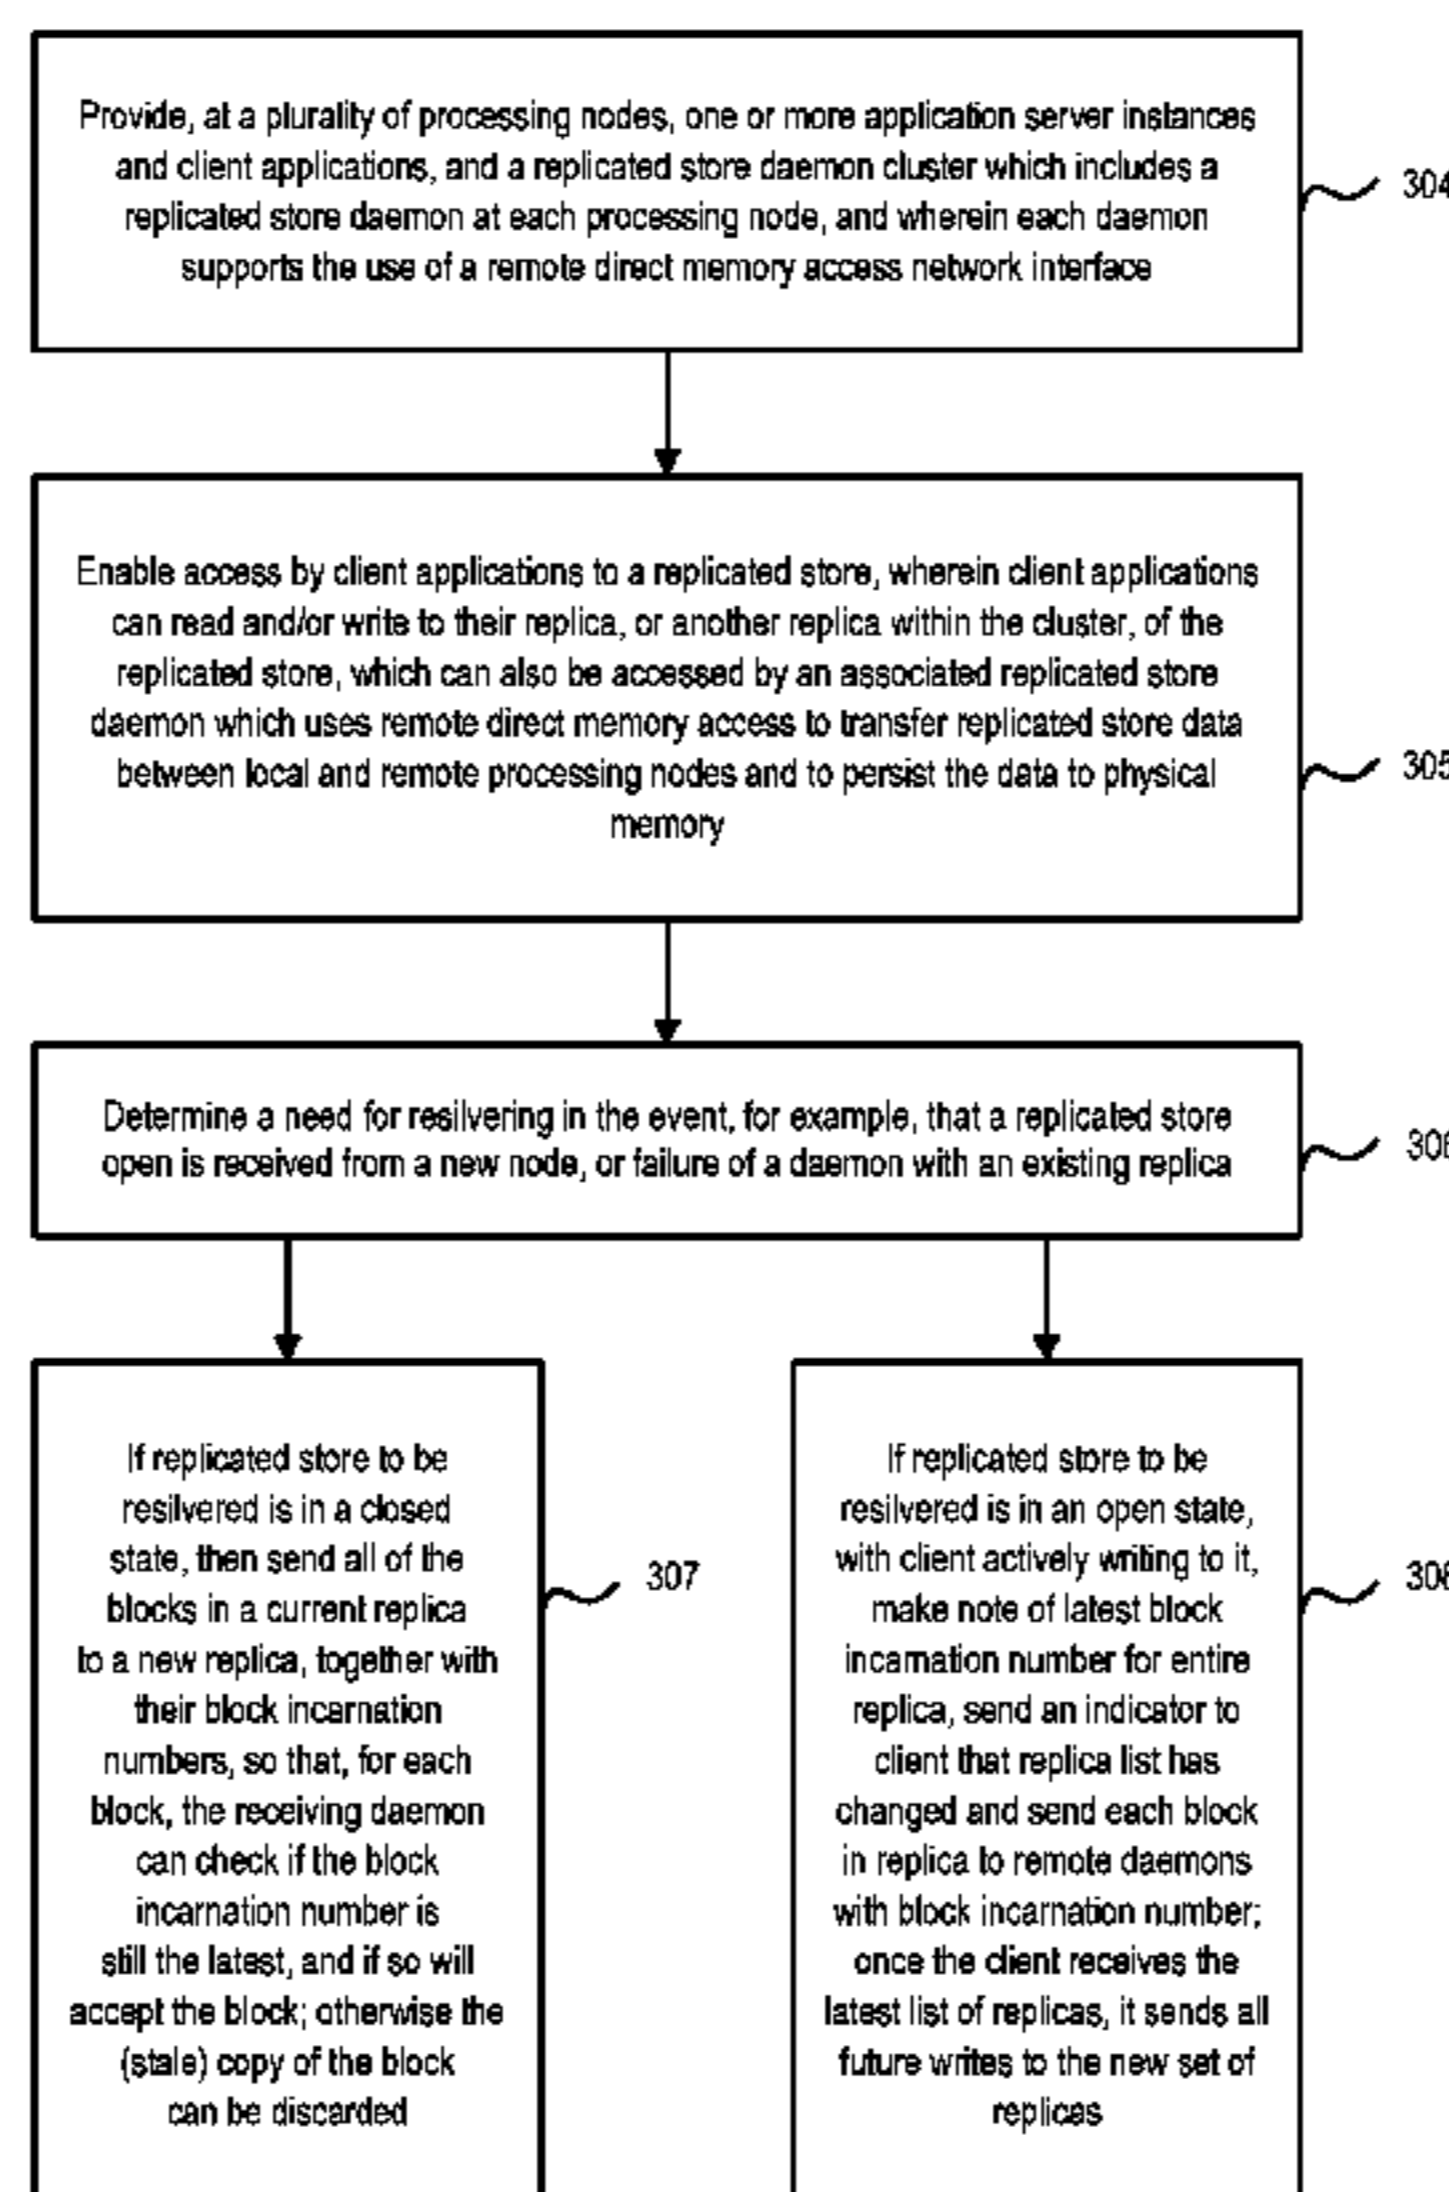 Provide, at a plurality of processing nodes, one or more application server instances
and client applications, and a replicated store daemon cluster which includes a
replicated store daemon at each processing node, and wherein each daemon
supports the use of a remote direct memory access network interface
304
Enable access by client applications to a replicated store, wherein client applications
can read and/or write to their replica, or another replica within the cluster, of the
replicated store, which can also be accessed by an associated replicated store
daemon which uses remote direct memory access to transfer replicated store data
between local and remote processing nodes and to persist the data to physical
memory
305
Determine a need for resilvering in the event, for example, that a replicated store
open is received from a new node, or failure of a daemon with an existing replica
306
If replicated store to be
resilvered is in a closed
state, then send all of the
blocks in a current replica
to a new replica, together with
their block incarnation
numbers, so that, for each
block, the receiving daemon
can check if the block
incarnation number is
still the latest, and if so will
accept the block; otherwise the
(stale) copy of the block
can be discarded
307
If replicated store to be
resilvered is in an open state,
with client actively writing to it,
make note of latest block
incarnation number for entire
replica, send an indicator to
client that replica list has
changed and send each block
in replica to remote daemons
with block incarnation number;
once the client receives the
latest list of replicas, it sends all
future writes to the new set of
replicas
308